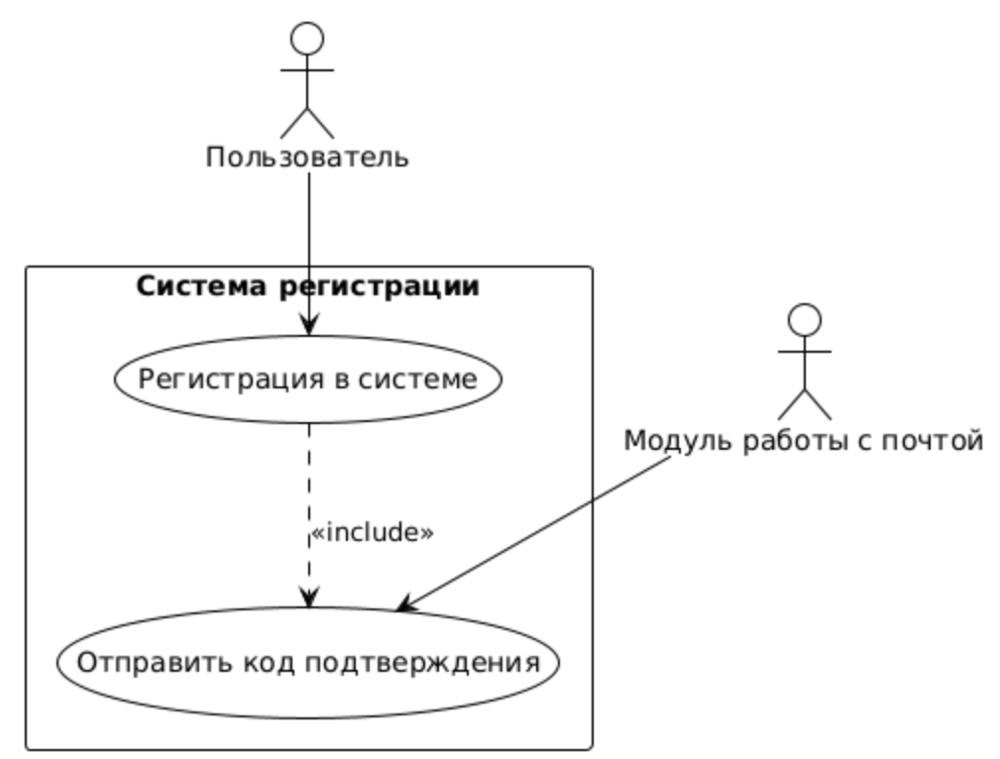 Пользователь
Система регистрации
Регистрация в системе
Модуль работы с почтой
«include»
Отправить код подтверждения